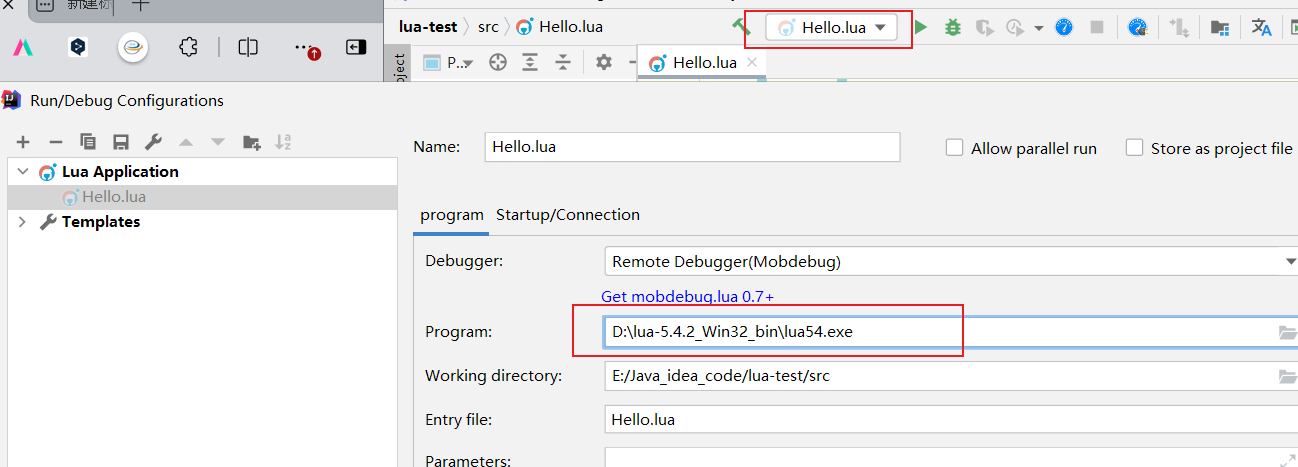 新建标
lua-test src Hello.lua
Hello.lua
P...
Hello.lua
Run/Debug Configurations
Name: Hello.lua
Allow parallel run
Store as project file
Lua Application
Hello.lua
Templates
program Startup/Connection
Debugger: Remote Debugger(Mobdebug)
Get mobdebug.lua 0.7+
Program: D:\lua-5.4.2_Win32_bin\lua54.exe
Working directory: E:/Java_idea_code/lua-test/src
Entry file: Hello.lua
Parameters: